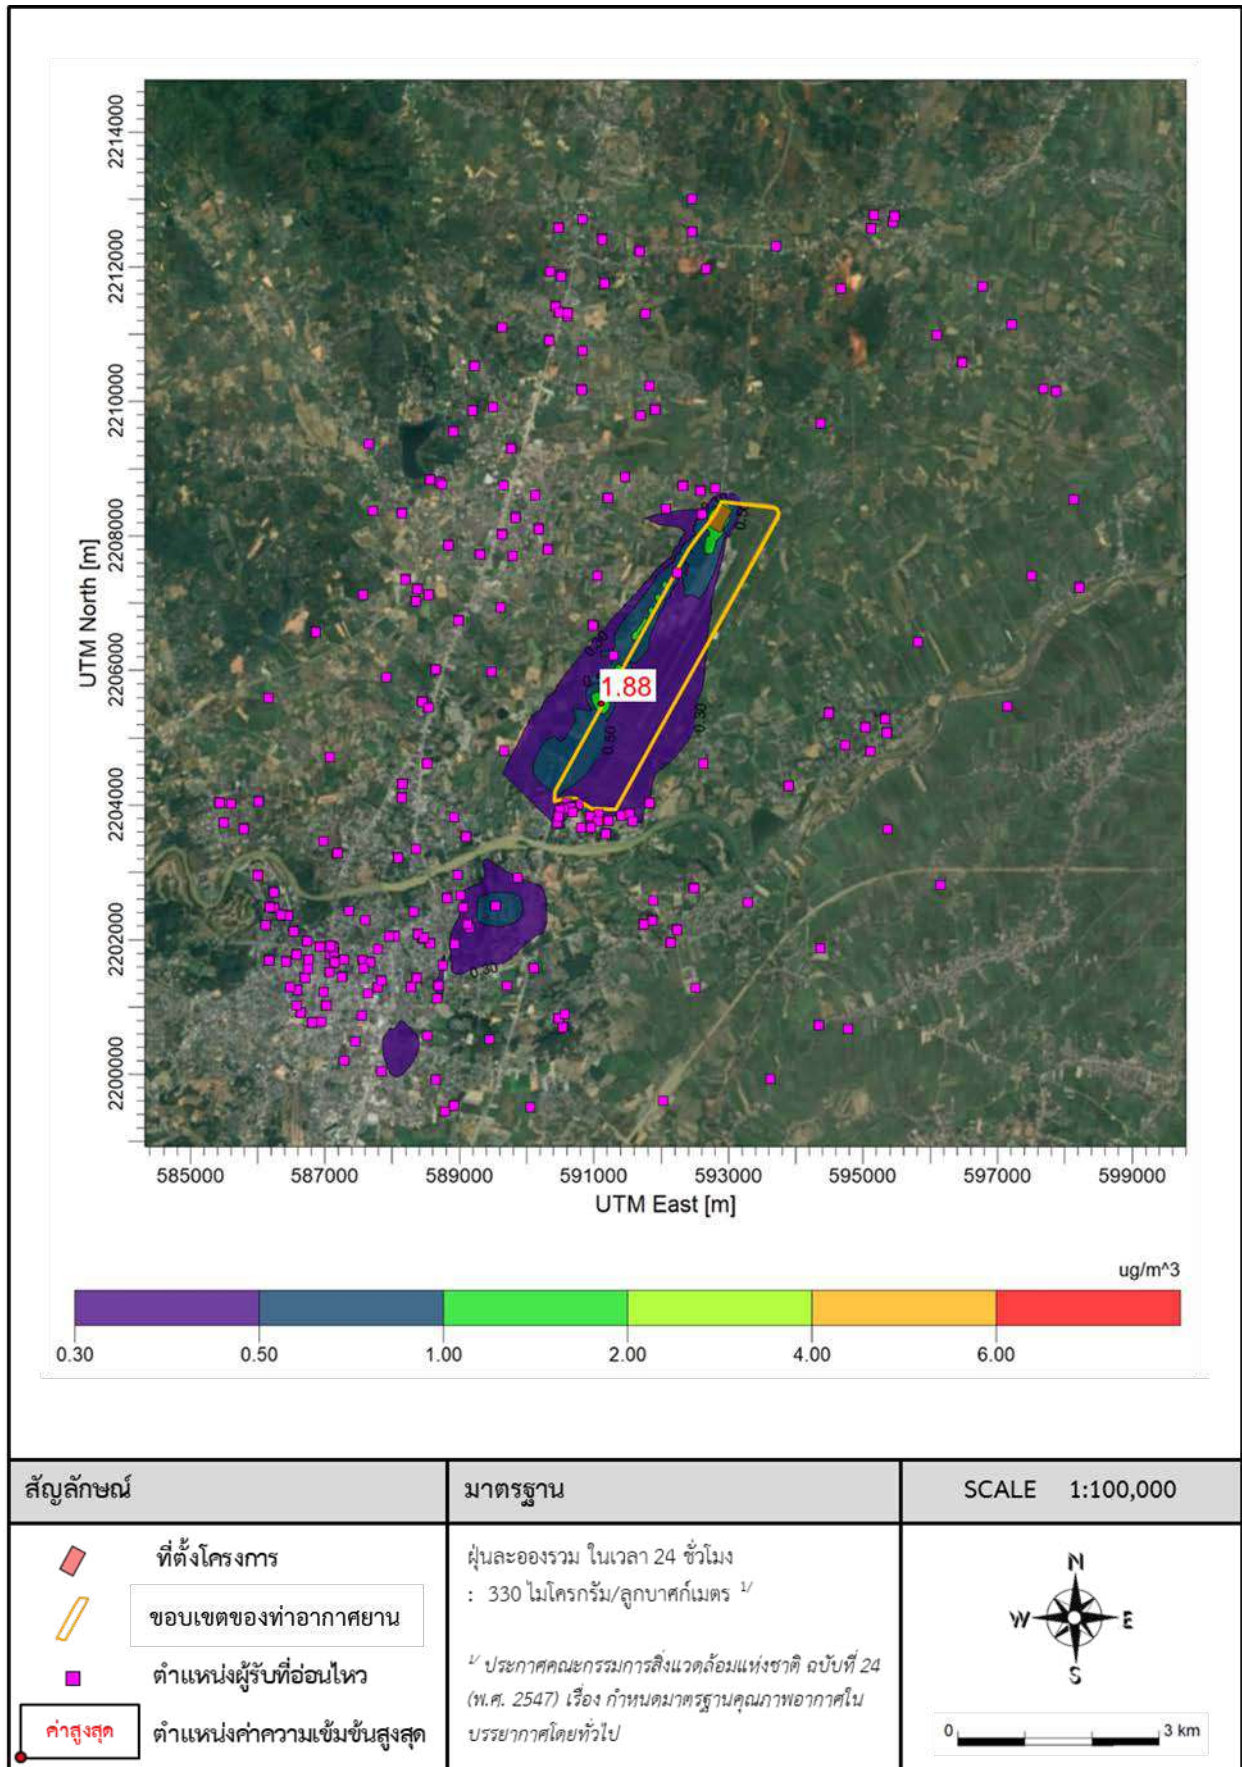 2214000
2212000
2210000
2208000
2206000
2204000
2202000
2200000
UTM North [m]
0.30
0.50
1.88
0.50
0.30
0.30
585000 587000 589000 591000 593000 595000 597000 599000
UTM East [m]
ug/m^3
0.30 0.50 1.00 2.00 4.00 6.00
สัญลักษณ์
ที่ตั้งโครงการ
ขอบเขตของท่าอากาศยาน
ตำแหน่งผู้รับที่อ่อนไหว
ค่าสูงสุด
ตำแหน่งค่าความเข้มข้นสูงสุด
มาตรฐาน
ฝุ่นละอองรวม ในเวลา 24 ชั่วโมง
: 330 ไมโครกรัม/ลูกบาศก์เมตร 1/
1/ ประกาศคณะกรรมการสิ่งแวดล้อมแห่งชาติ ฉบับที่ 24
(พ.ศ. 2547) เรื่อง กำหนดมาตรฐานคุณภาพอากาศใน
บรรยากาศโดยทั่วไป
SCALE 1:100,000
N
W E
S
0 3 km